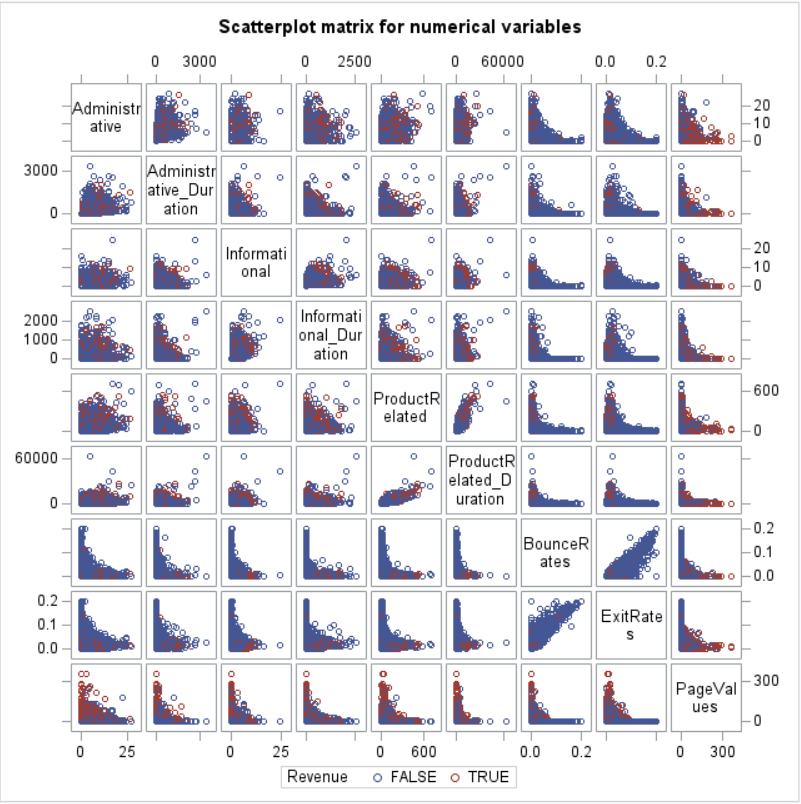 Scatterplot matrix for numerical variables
0 3000 0 2500 0 60000 0.0 0.2
Administr
ative
20
10
0
3000
0
Administr
ative_Dur
ation
Informati
onal
20
10
0
2000
1000
0
Informati
onal_Dur
ation
ProductR
elated
600
0
60000
0
ProductR
elated_D
uration
BounceR
ates
0.2
0.1
0.0
0.2
0.1
0.0
ExitRate
s
PageVal
ues
300
0
0 25 0 25 0 600 0.0 0.2 0 300
Revenue FALSE TRUE